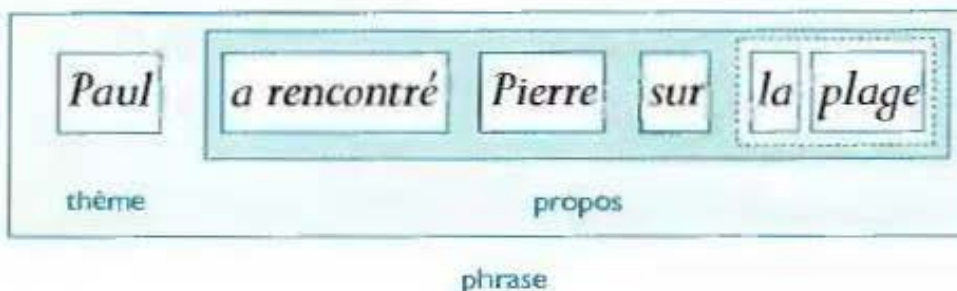 Paul a rencontré Pierre sur la plage
thème propos
phrase